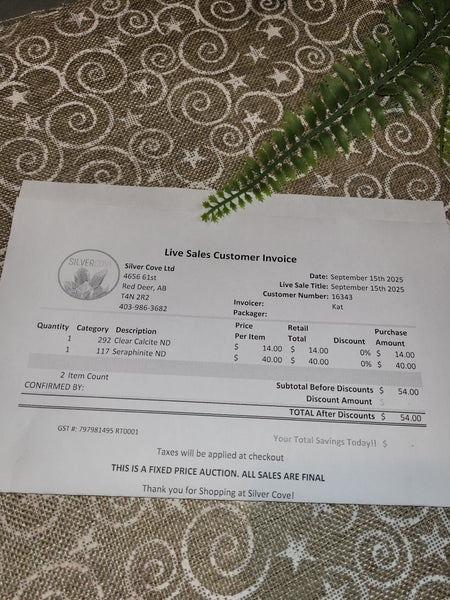 Live Sales Customer Invoice
SILVERCOVE
Silver Cove Ltd
4656 61st
Red Deer, AB
T4N 2R2
403-986-3682
Date: September 15th 2025
Live Sale Title: September 15th 2025
Customer Number: 16343
Invoicer: Kat
Packager:
Quantity Category Description Price Per Item Retail Total Discount Purchase Amount
1 292 Clear Calcite ND $ 14.00 $ 14.00 0% $ 14.00
1 117 Seraphinite ND $ 40.00 $ 40.00 0% $ 40.00
2 Item Count
Subtotal Before Discounts $ 54.00
CONFIRMED BY:
Discount Amount $
TOTAL After Discounts $ 54.00
GST #: 797981495 RT0001
Your Total Savings Today!! $ -
Taxes will be applied at checkout
THIS IS A FIXED PRICE AUCTION. ALL SALES ARE FINAL
Thank you for Shopping at Silver Cove!